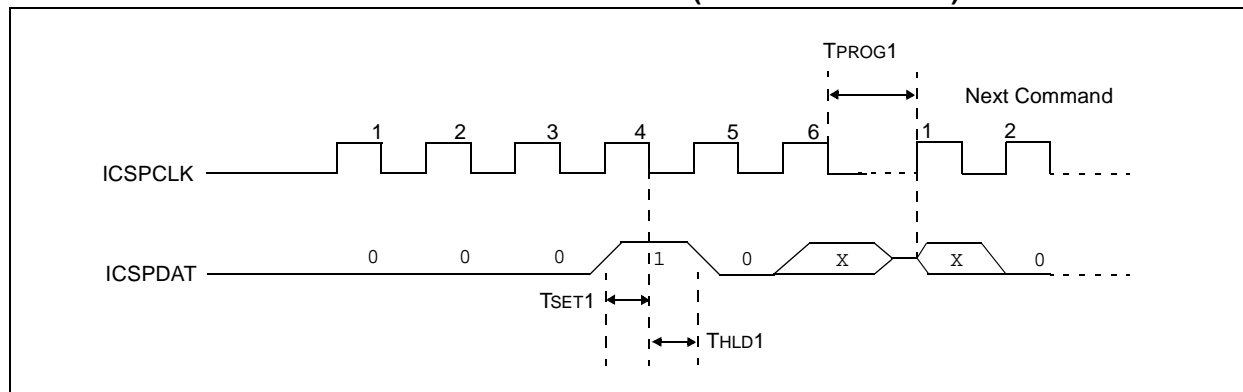 TPROG1
Next Command
1 2 3 4 5 6 1 2
ICSPCLK
0 0 0 1 0 X X 0
ICSPDAT
TSET1
THLD1